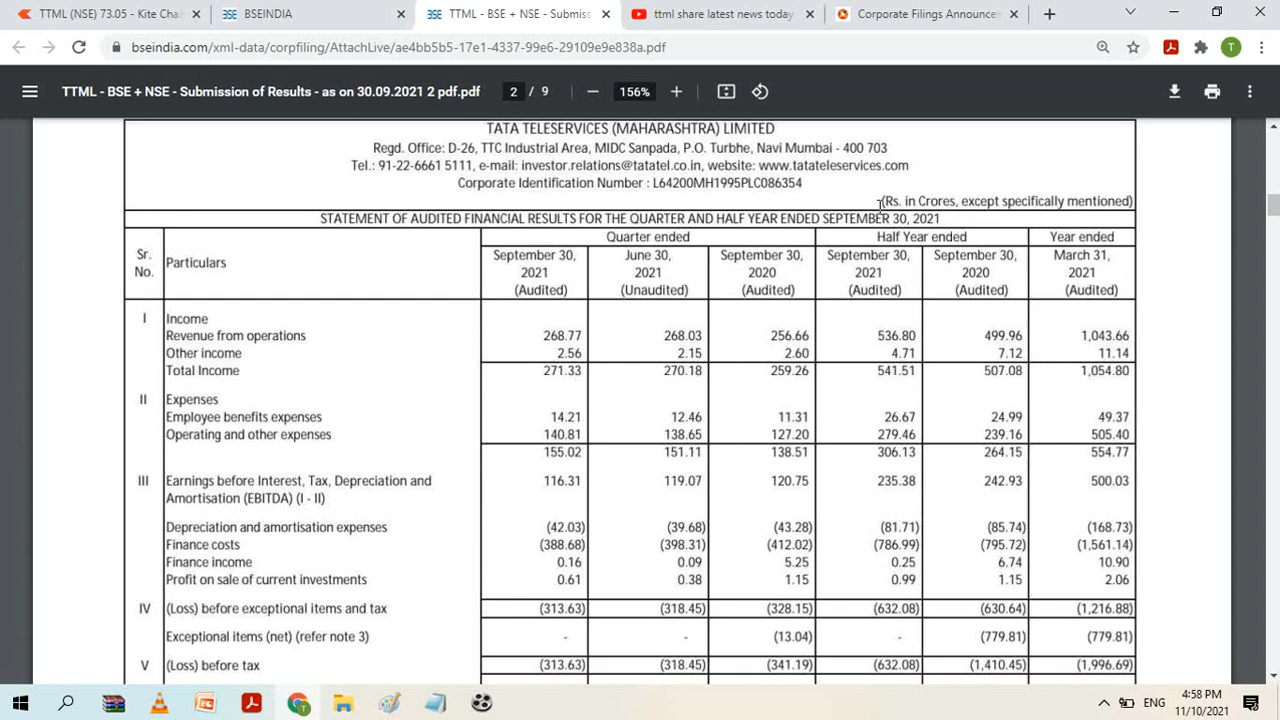 TTML (NSE) 73.05 - Kite Cha
BSEINDIA
TTML - BSE + NSE - Submiss
ttml share latest news today
Corporate Filings Announcem
bseindia.com/xml-data/corpfiling/AttachLive/ae4bb5b5-17e1-4337-99e6-29109e9e838a.pdf
T
TTML - BSE + NSE - Submission of Results - as on 30.09.2021 2 pdf.pdf 2 / 9 156%
TATA TELESERVICES (MAHARASHTRA) LIMITED
Regd. Office: D-26, TTC Industrial Area, MIDC Sanpada, P.O. Turbhe, Navi Mumbai - 400 703
Tel.: 91-22-6661 5111, e-mail: investor.relations@tatatel.co.in, website: www.tatateleservices.com
Corporate Identification Number : L64200MH1995PLC086354
(Rs. in Crores, except specifically mentioned)
STATEMENT OF AUDITED FINANCIAL RESULTS FOR THE QUARTER AND HALF YEAR ENDED SEPTEMBER 30, 2021
Sr. No. Particulars Quarter ended Half Year ended Year ended
September 30, June 30, September 30, September 30, September 30, March 31,
2021 2021 2020 2021 2020 2021
(Audited) (Unaudited) (Audited) (Audited) (Audited) (Audited)
I Income
Revenue from operations 268.77 268.03 256.66 536.80 499.96 1,043.66
Other income 2.56 2.15 2.60 4.71 7.12 11.14
Total Income 271.33 270.18 259.26 541.51 507.08 1,054.80
II Expenses
Employee benefits expenses 14.21 12.46 11.31 26.67 24.99 49.37
Operating and other expenses 140.81 138.65 127.20 279.46 239.16 505.40
155.02 151.11 138.51 306.13 264.15 554.77
III Earnings before Interest, Tax, Depreciation and 116.31 119.07 120.75 235.38 242.93 500.03
Amortisation (EBITDA) (I - II)
Depreciation and amortisation expenses (42.03) (39.68) (43.28) (81.71) (85.74) (168.73)
Finance costs (388.68) (398.31) (412.02) (786.99) (795.72) (1,561.14)
Finance income 0.16 0.09 5.25 0.25 6.74 10.90
Profit on sale of current investments 0.61 0.38 1.15 0.99 1.15 2.06
IV (Loss) before exceptional items and tax (313.63) (318.45) (328.15) (632.08) (630.64) (1,216.88)
Exceptional items (net) (refer note 3) - - (13.04) - (779.81) (779.81)
V (Loss) before tax (313.63) (318.45) (341.19) (632.08) (1,410.45) (1,996.69)
ENG
4:58 PM
11/10/2021